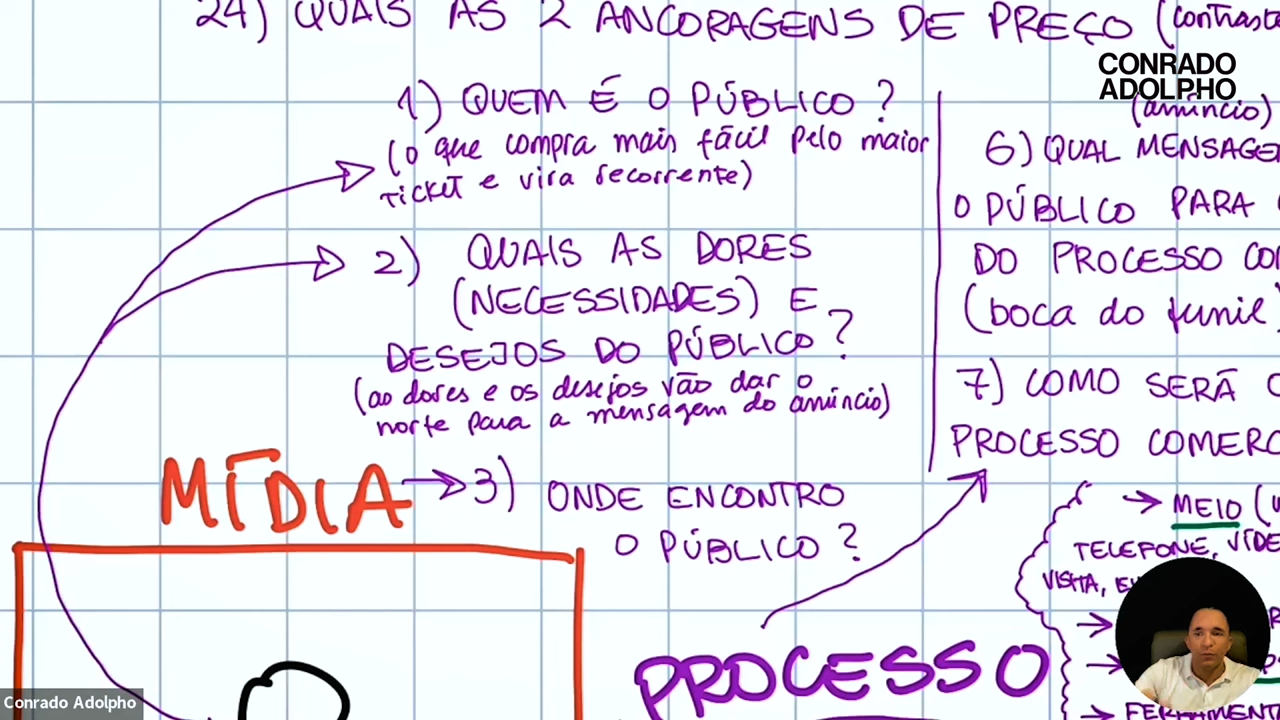 24) QUAIS AS 2 ANCORAGENS DE PREÇO (contraste
CONRADO
ADOLPHO
1) QUEM É O PÚBLICO?
(o que compra mais fácil pelo maior
TICKET e vira recorrente)
2) QUAIS AS DORES
(NECESSIDADES) E
DESEJOS DO PÚBLICO?
(as dores e os desejos vão dar o
norte para a mensagem do anúncio)
MÍDIA
3) ONDE ENCONTRO
O PÚBLICO?
(anúncio)
6) QUAL MENSAGEM
O PÚBLICO PARA
DO PROCESSO
(boca do funil)
7) COMO SERÁ
PROCESSO
MEIO
TELEFONE,
VISITA,
PROCESSO
Conrado Adolpho